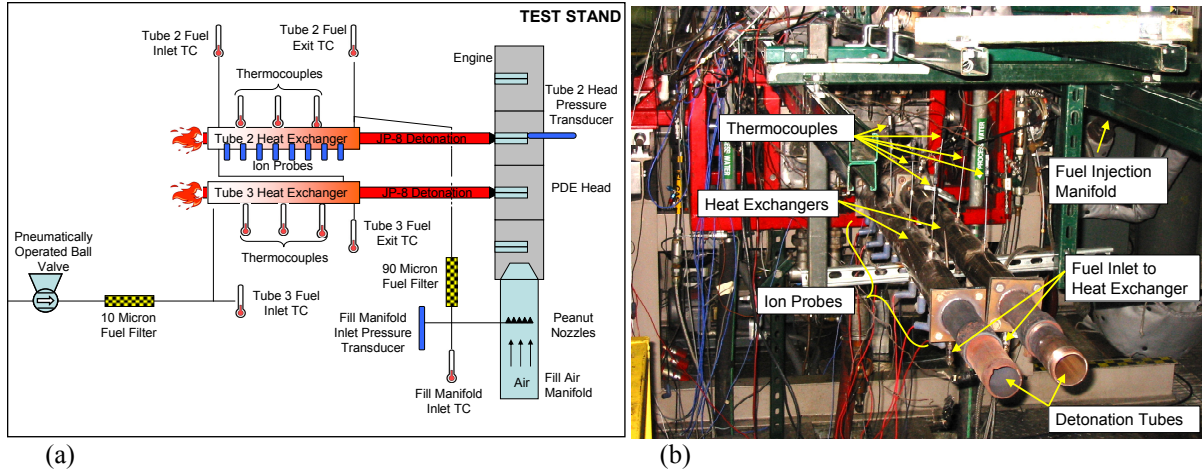 TEST STAND
Tube 2 Fuel
Inlet TC
Tube 2 Fuel
Exit TC
Engine
Thermocouples
Tube 2 Head
Pressure
Transducer
Tube 2 Heat Exchanger
JP-8 Detonation
Ion Probes
Tube 3 Heat Exchanger
JP-8 Detonation
PDE Head
Thermocouples
Tube 3 Fuel
Exit TC
Pneumatically
Operated Ball
Valve
90 Micron
Fuel Filter
Tube 3 Fuel
Inlet TC
10 Micron
Fuel Filter
Fill Manifold
Inlet Pressure
Transducer
Peanut
Nozzles
Air
Fill Air
Manifold
Fill Manifold
Inlet TC
(a)
Thermocouples
PROCESS WATER
Fuel Injection
Manifold
Heat Exchangers
Ion Probes
Fuel Inlet to
Heat Exchanger
Detonation Tubes
(b)